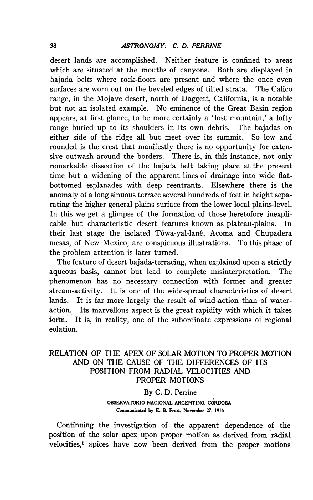 98 ASTRONOMY: C. D. PERRINE
desert lands are accomplished. Neither feature is confined to areas
which are situated at the mouths of canyons. Both are displayed in
bajada belts where rock-floors are present and where the once even
surfaces are worn out on the beveled edges of tilted strata. The Calico
range, in the Mojave desert, north of Daggett, California, is a notable
but not an isolated example. No eminence of the Great Basin region
appears, at first glance, to be more certainly a 'lost mountain,' a lofty
range buried up to its shoulders in its own debris. The bajadas on
either side of the ridge all but meet over its summit. So low and
rounded is the crest that manifestly there is no opportunity for exten-
sive outwash around the borders. There is, in this instance, not only
remarkable dissection of the bajada belt taking place at the present
time but a widening of the apparent lines of drainage into wide flat-
bottomed esplanades with deep reentrants. Elsewhere there is the
anomaly of a long sinuous terrace several hundreds of feet in height sepa-
rating the higher general plains surface from the lower local plains-level.
In this we get a glimpse of the formation of those heretofore inexpli-
cable but characteristic desert features known as plateau-plains. In
their last stage the isolated Acoma and Chupadera
mesas, of New Mexico, are conspicuous illustrations. To this phase of
the problem attention is later turned.
The feature of desert bajada-terracing, when explained upon a strictly
aqueous basis, cannot but lead to complete misinterpretation. The
phenomenon has no necessary connection with former and greater
stream-activity. It is one of the wide-spread characteristics of desert
lands. It is far more largely the result of wind-action than of water-
action. Its marvellous aspect is the great rapidity with which it takes
form. It is, in reality, one of the subordinate expressions of regional
eolation.
RELATION OF THE APEX OF SOLAR MOTION TO PROPER MOTION
AND ON THE CAUSE OF THE DIFFERENCES OF ITS
POSITION FROM RADIAL VELOCITIES AND
PROPER MOTIONS
By C. D. Perrine
OBSERVATORIO NACIONAL ARGENTINO, CÓRDOBA
Communicated by E. B. Frost, November 27, 1916
Continuing the investigation of the apparent dependence of the
position of the solar apex upon proper motion as derived from radial
velocities,¹ apices have now been derived from the proper motions